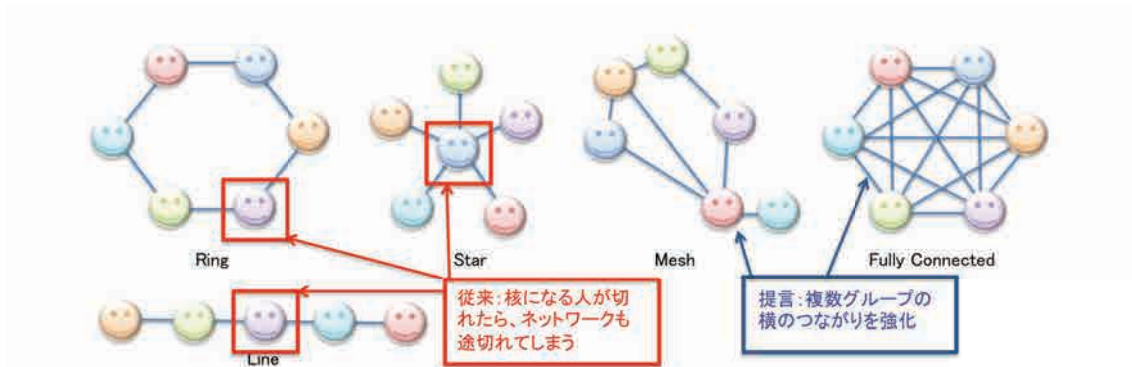 Ring
Star
Mesh
Fully Connected
Line
従来：核になる人が切
れたら、ネットワークも
途切れてしまう
提言：複数グループの
横のつながりを強化